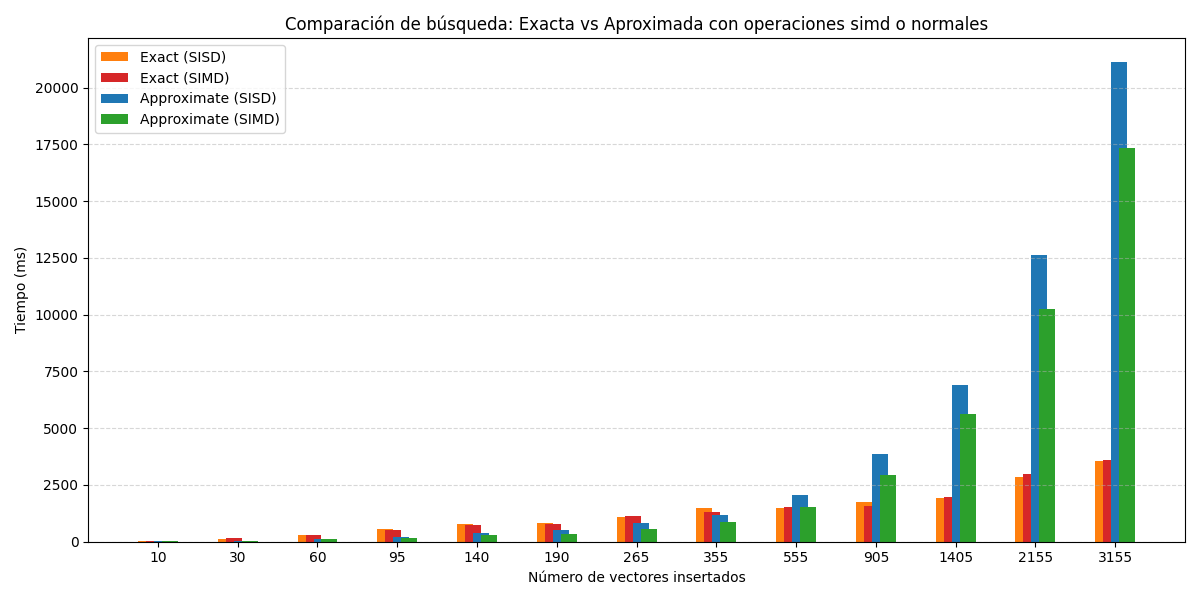 Comparación de búsqueda: Exacta vs Aproximada con operaciones simd o normales
Exact (SISD)
Exact (SIMD)
Approximate (SISD)
Approximate (SIMD)
Tiempo (ms)
20000
17500
15000
12500
10000
7500
5000
2500
0
10 30 60 95 140 190 265 355 555 905 1405 2155 3155
Número de vectores insertados